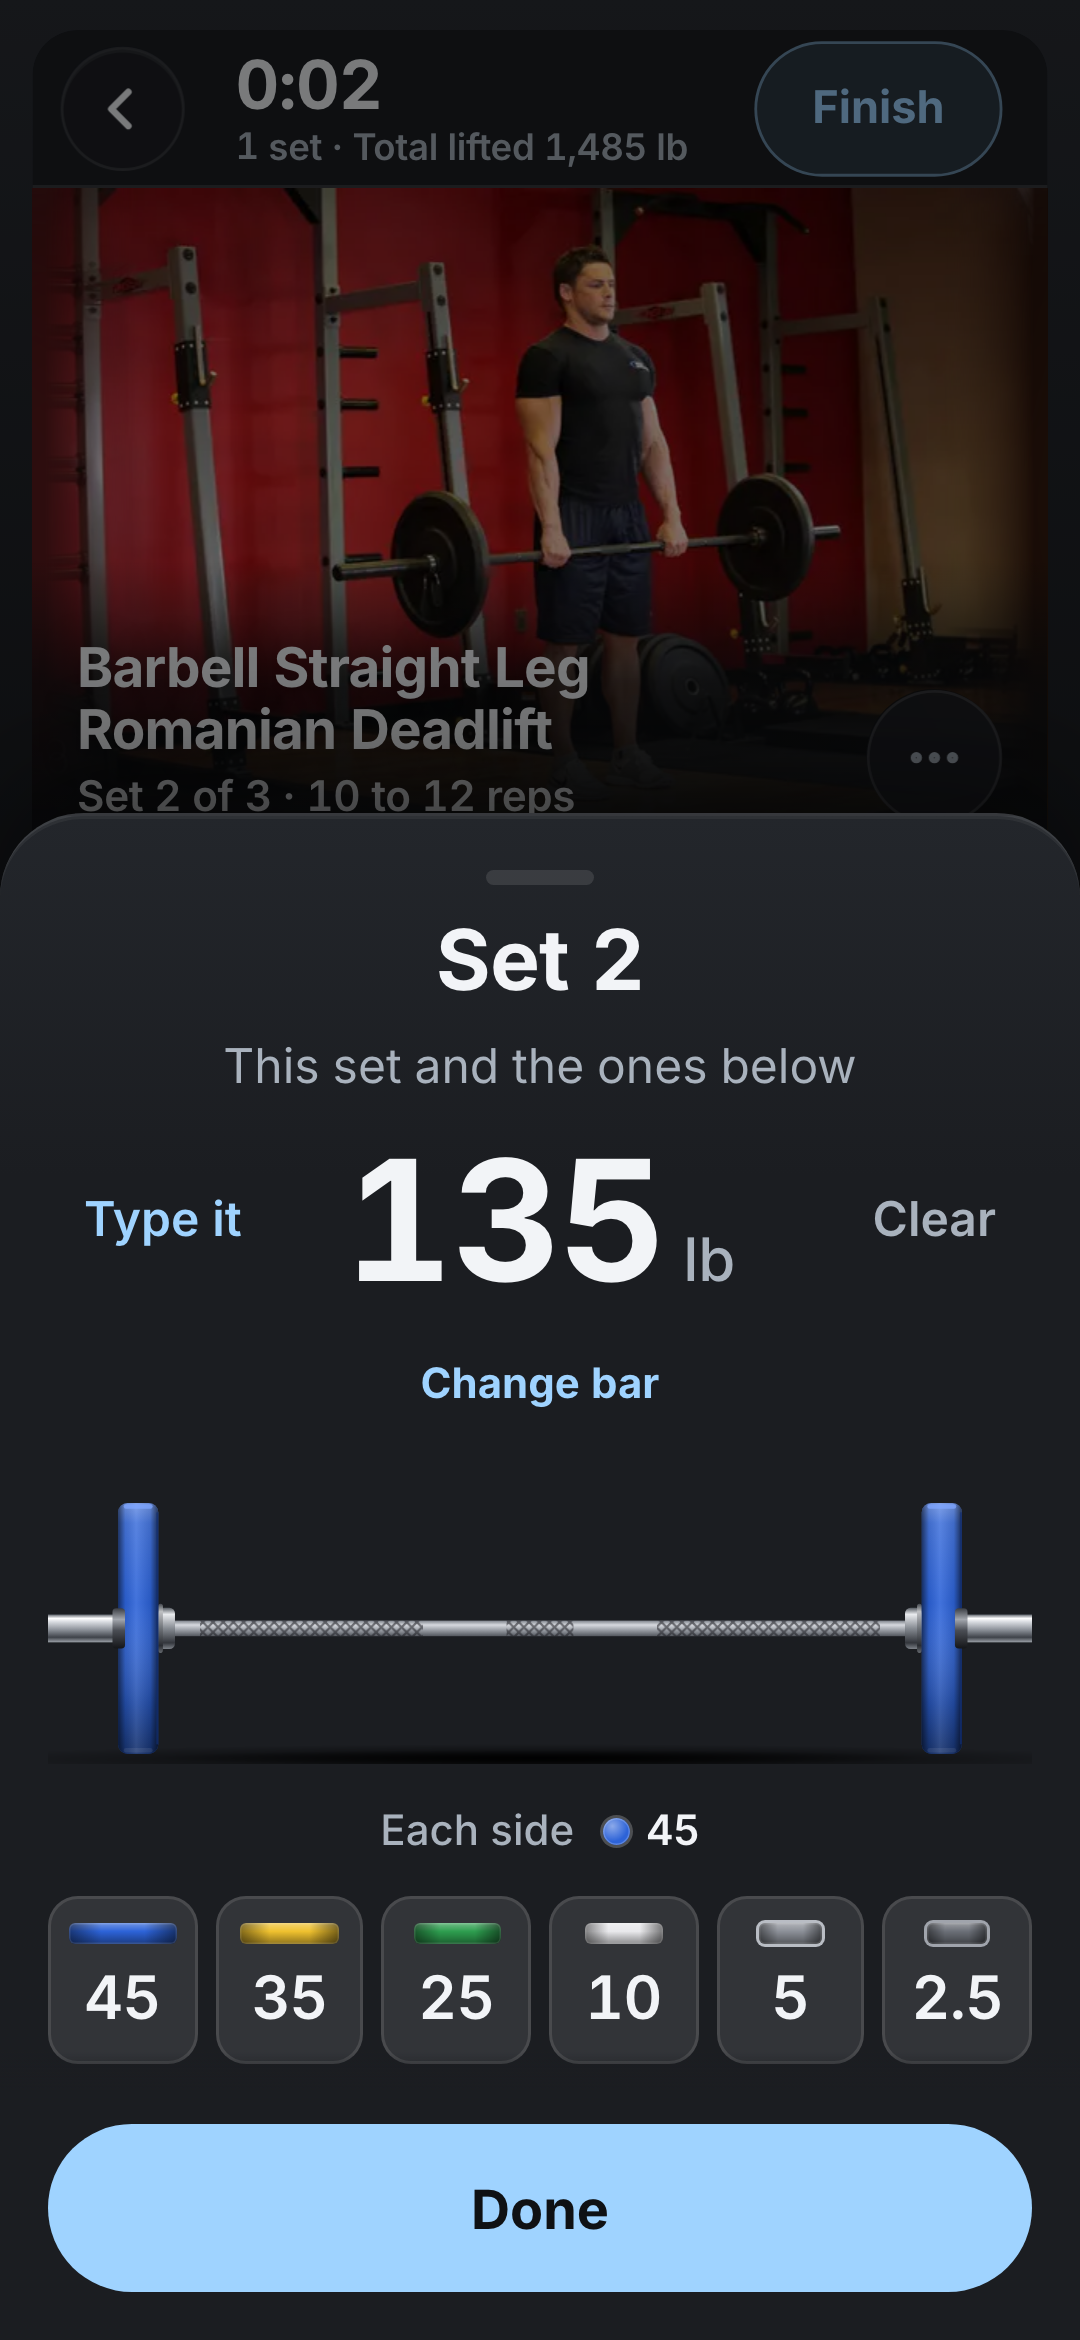 0:02
1 set · Total lifted 1,485 lb
Finish
Barbell Straight Leg
Romanian Deadlift
Set 2 of 3 · 10 to 12 reps
Set 2
This set and the ones below
Type it
135 lb
Clear
Change bar
Each side 45
45 35 25 10 5 2.5
Done